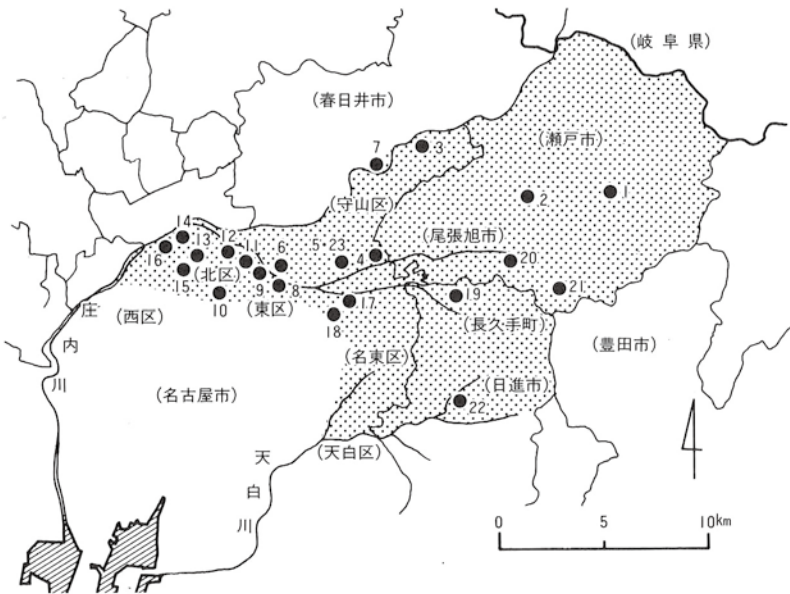 (岐阜県)
(春日井市)
(瀬戸市)
7
3
(守山区)
2
1
14
13
12
11
6
5・23
4
(尾張旭市)
20
16
(北区)
15
9
8
10
(東区)
(西区)
17
18
19
21
(長久手町)
(名東区)
(豊田市)
(日進市)
22
(名古屋市)
(天白区)
庄内川
天白川
0 5 10km